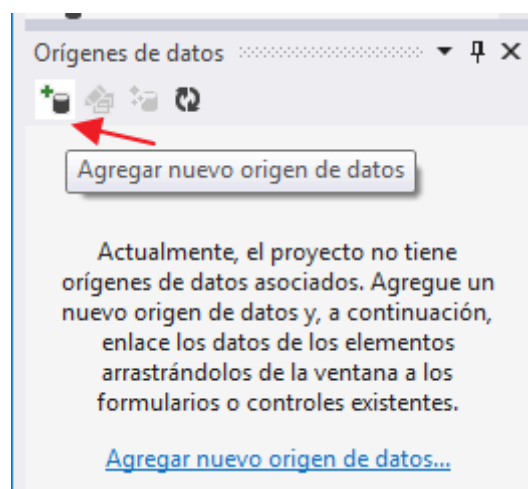 Orígenes de datos
Agregar nuevo origen de datos
Actualmente, el proyecto no tiene
orígenes de datos asociados. Agregue un
nuevo origen de datos y, a continuación,
enlace los datos de los elementos
arrastrándolos de la ventana a los
formularios o controles existentes.
Agregar nuevo origen de datos...